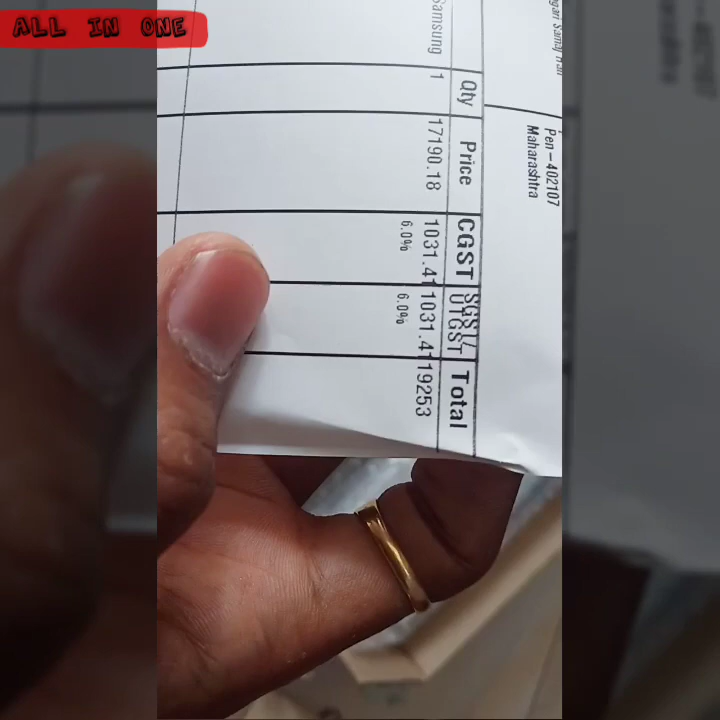 ALL IN ONE
Pen-402107
Maharashtra
Qty Price CGST SGST/ UTGST Total
Samsung 1 17190.18 1031.41 1031.41 19253
6.0% 6.0%